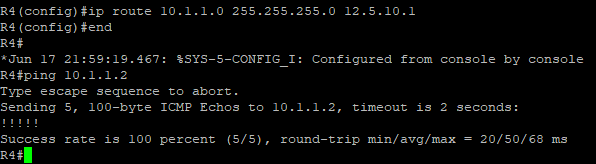 R4(config)#ip route 10.1.1.0 255.255.255.0 12.5.10.1
R4(config)#end
R4#
*Jun 17 21:59:19.467: %SYS-5-CONFIG_I: Configured from console by console
R4#ping 10.1.1.2
Type escape sequence to abort.
Sending 5, 100-byte ICMP Echos to 10.1.1.2, timeout is 2 seconds:
!!!!!
Success rate is 100 percent (5/5), round-trip min/avg/max = 20/50/68 ms
R4#